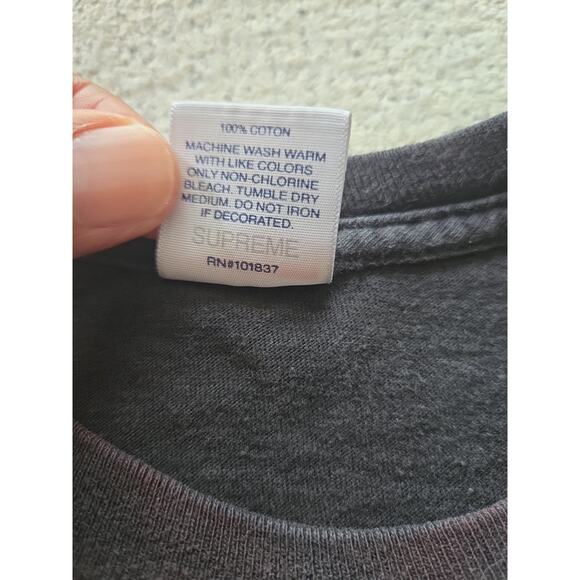 100% COTON
MACHINE WASH WARM
WITH LIKE COLORS
ONLY NON-CHLORINE
BLEACH. TUMBLE DRY
MEDIUM. DO NOT IRON
IF DECORATED.
SUPREME
RN#101837